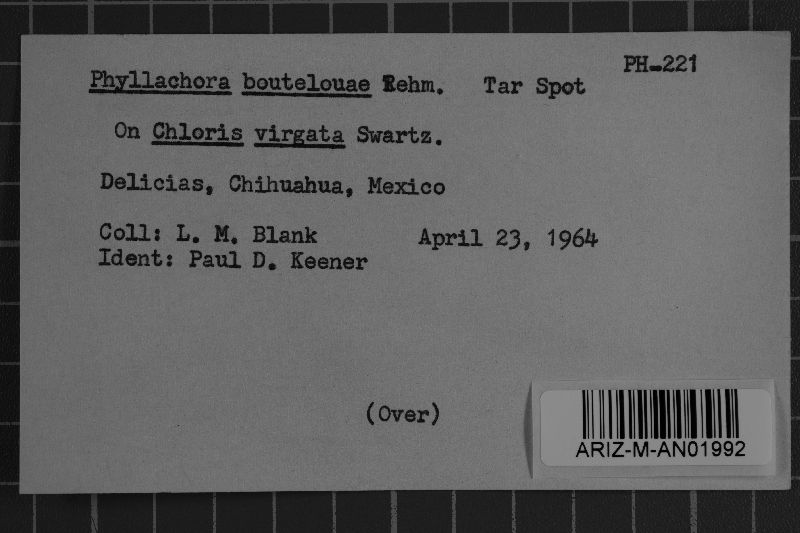 PH-221
Phyllachora boutelouae Rehm. Tar Spot
On Chloris virgata Swartz.
Delicias, Chihuahua, Mexico
Coll: L. M. Blank April 23, 1964
Ident: Paul D. Keener
(Over)
ARIZ-M-AN01992